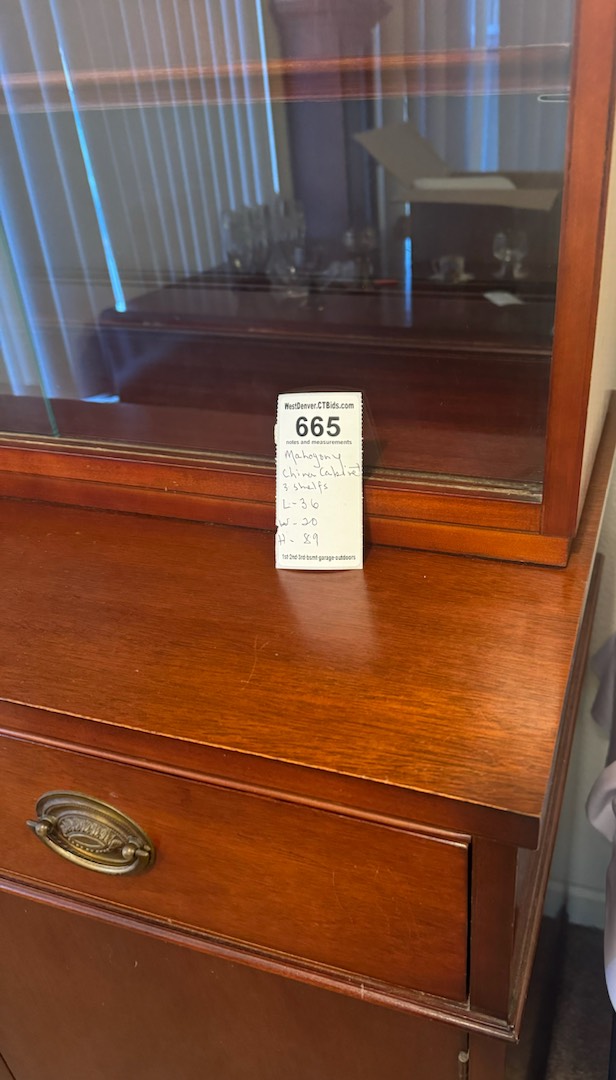 WestDenver.CTBids.com
665
notes and measurements
Mahogony
China Cabinet
3 shelfs
L - 36
W - 20
H - 89
1st-2nd-3rd-bsmt-garage outdoors